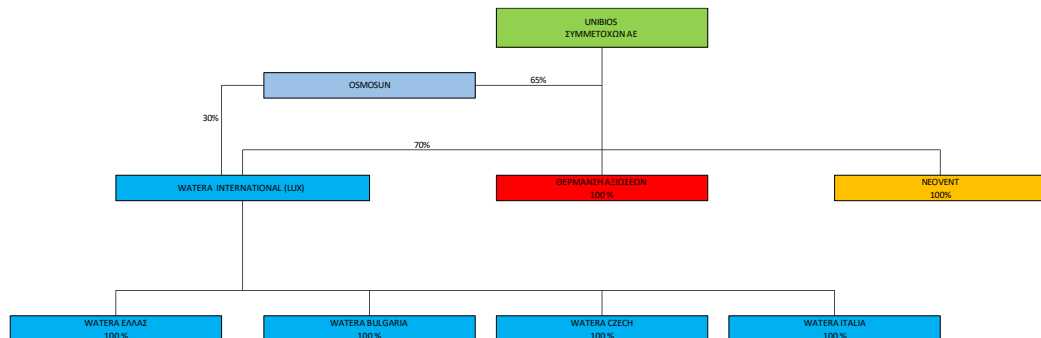 UNIBIOS
ΣΥΜΜΕΤΟΧΩΝ ΑΕ
65%
OSMOSUN
30%
70%
WATERA INTERNATIONAL (LUX)
ΘΕΡΜΑΝΣΗ ΑΞΙΩΣΕΩΝ
100 %
NEOVENT
100%
WATERA ΕΛΛΑΣ
100 %
WATERA BULGARIA
100 %
WATERA CZECH
100 %
WATERA ITALIA
100 %